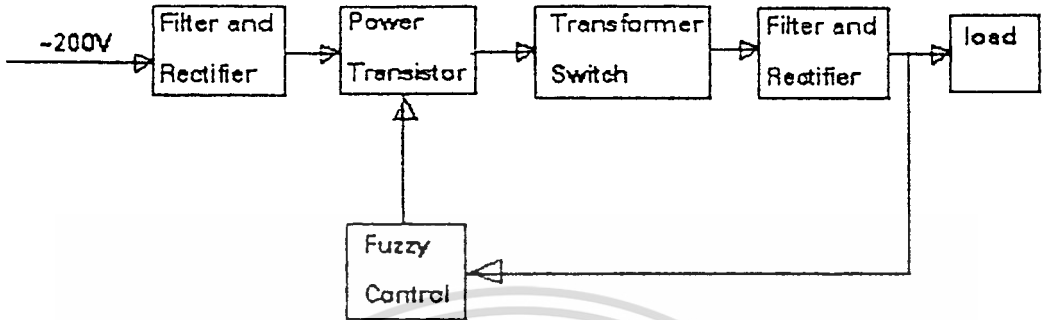 ~200V
Filter and
Rectifier
Power
Transistor
Transformer
Switch
Filter and
Rectifier
load
Fuzzy
Control